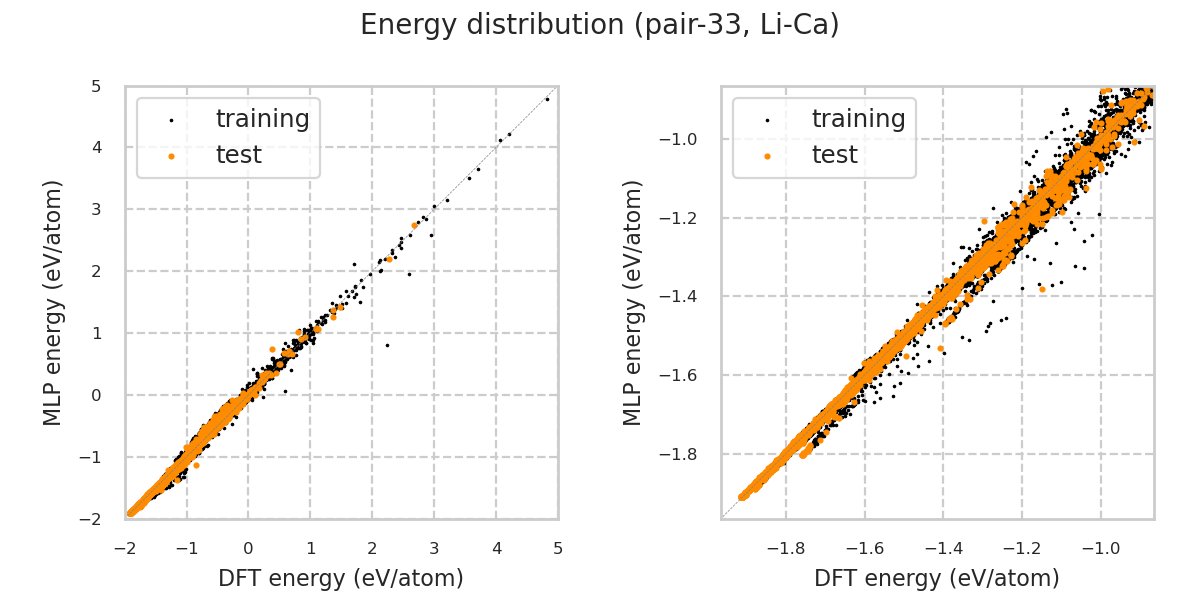 Energy distribution (pair-33, Li-Ca)
training
test
5
4
3
2
1
0
−1
−2
−2
−1
0
1
2
3
4
5
MLP energy (eV/atom)
DFT energy (eV/atom)
training
test
−1.0
−1.2
−1.4
−1.6
−1.8
−1.8
−1.6
−1.4
−1.2
−1.0
MLP energy (eV/atom)
DFT energy (eV/atom)